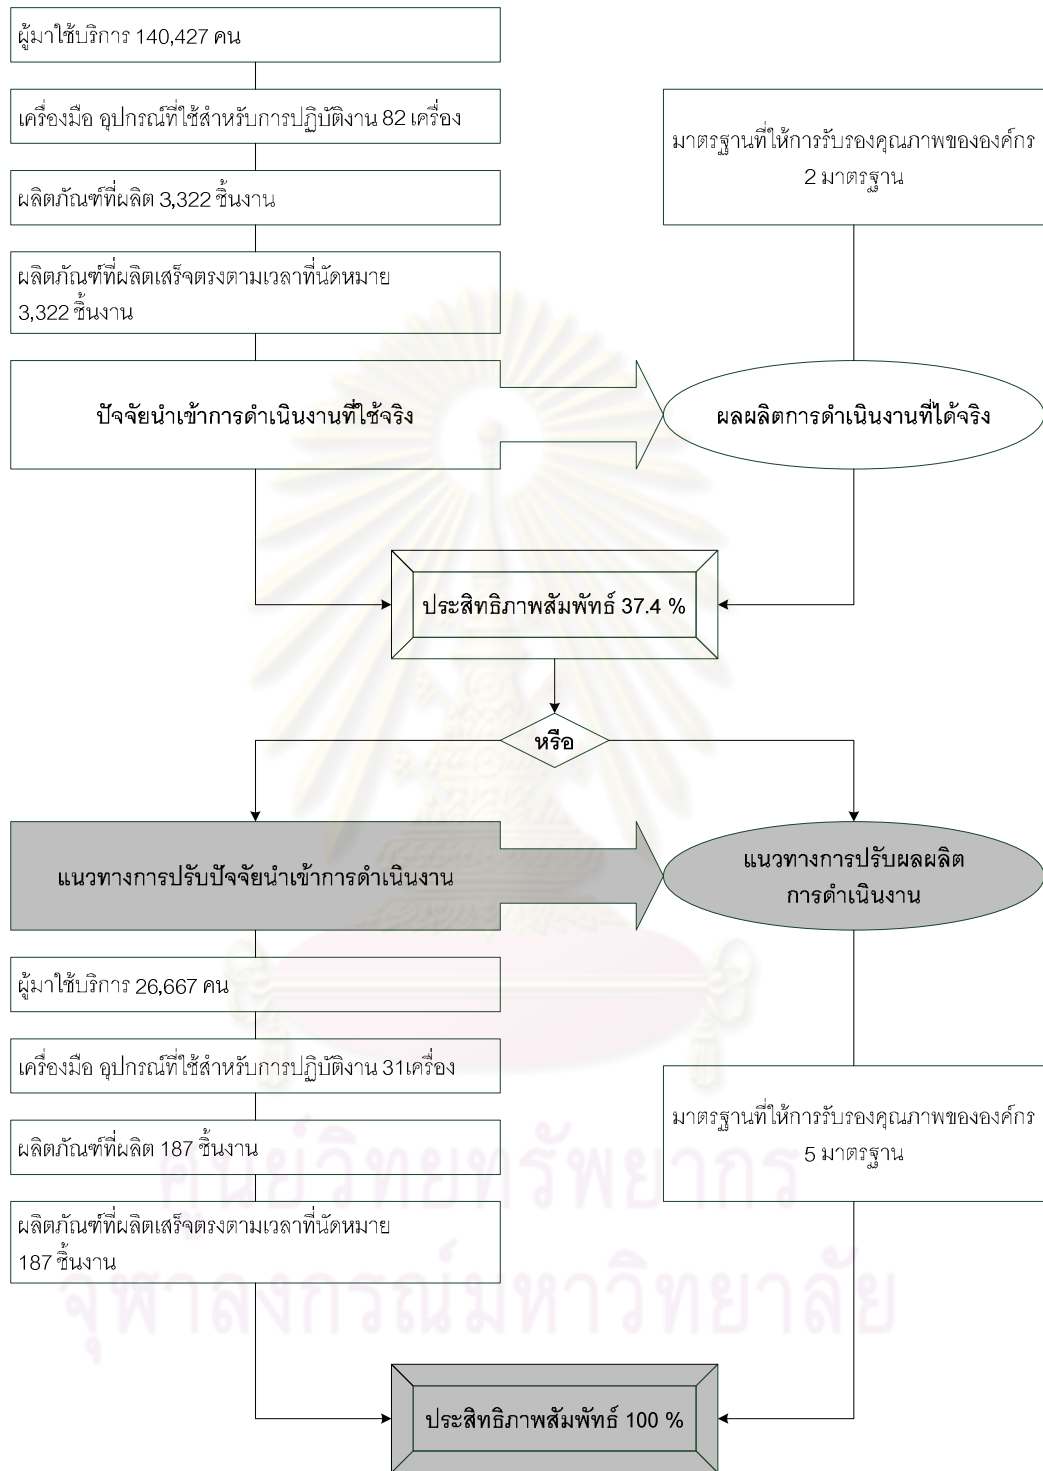 ผู้มาใช้บริการ 140,427 คน
เครื่องมือ อุปกรณ์ที่ใช้สำหรับการปฏิบัติงาน 82 เครื่อง
ผลิตภัณฑ์ที่ผลิต 3,322 ชิ้นงาน
ผลิตภัณฑ์ที่ผลิตเสร็จตรงตามเวลาที่นัดหมาย
3,322 ชิ้นงาน
มาตรฐานที่ให้การรับรองคุณภาพขององค์กร
2 มาตรฐาน
ปัจจัยนำเข้าการดำเนินงานที่ใช้จริง
ผลผลิตการดำเนินงานที่ได้จริง
ประสิทธิภาพสัมพัทธ์ 37.4 %
หรือ
แนวทางการปรับปัจจัยนำเข้าการดำเนินงาน
แนวทางการปรับผลผลิต
การดำเนินงาน
ผู้มาใช้บริการ 26,667 คน
เครื่องมือ อุปกรณ์ที่ใช้สำหรับการปฏิบัติงาน 31เครื่อง
ผลิตภัณฑ์ที่ผลิต 187 ชิ้นงาน
ผลิตภัณฑ์ที่ผลิตเสร็จตรงตามเวลาที่นัดหมาย
187 ชิ้นงาน
มาตรฐานที่ให้การรับรองคุณภาพขององค์กร
5 มาตรฐาน
ศูนย์วิทยทรัพยากร
จุฬาลงกรณ์มหาวิทยาลัย
ประสิทธิภาพสัมพัทธ์ 100 %